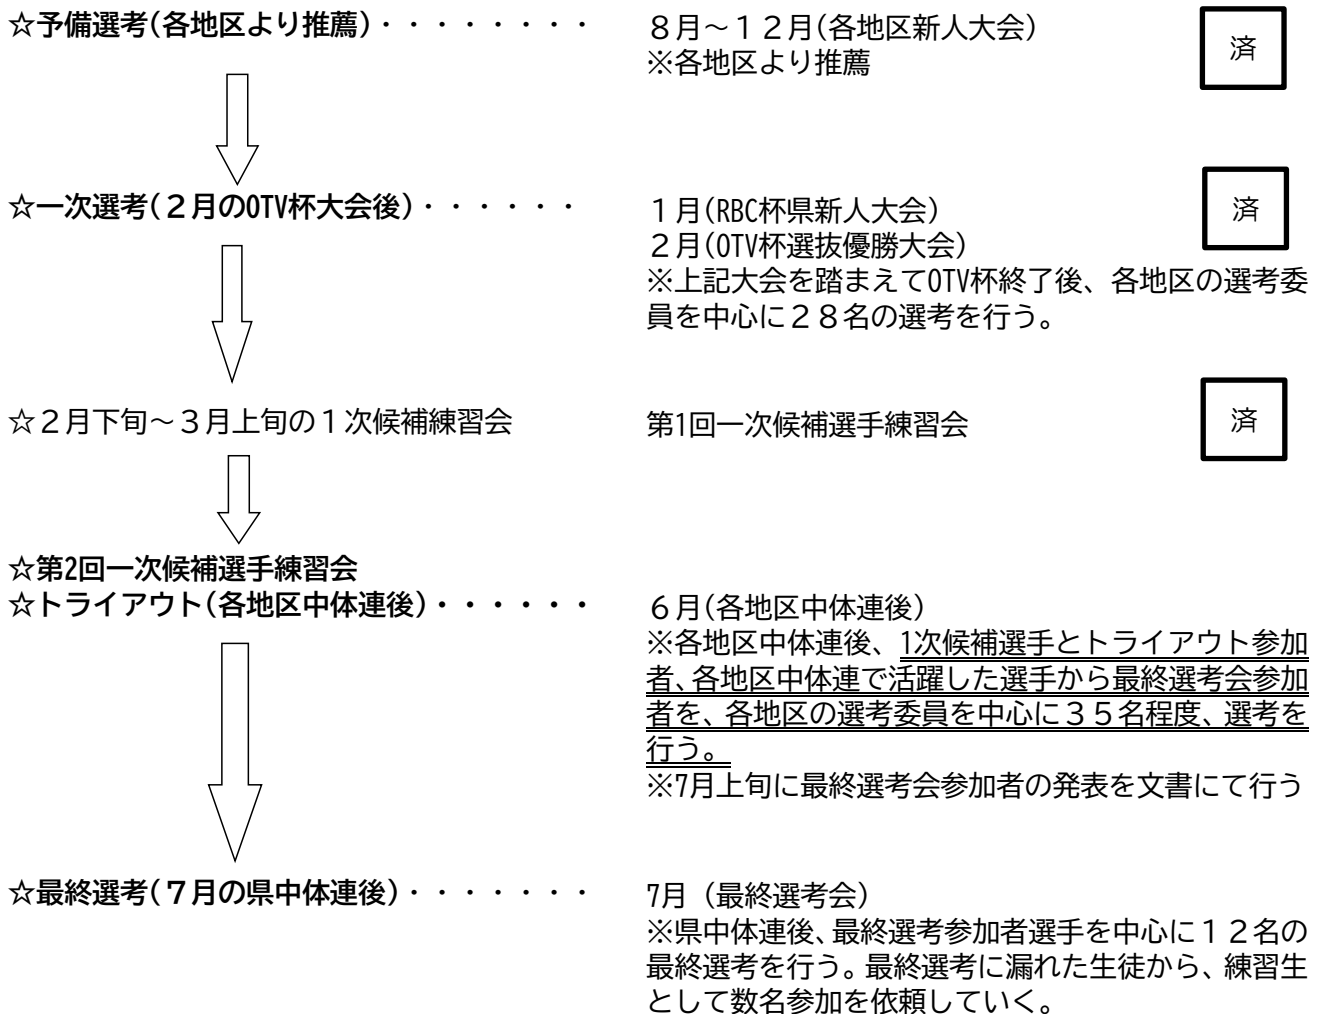 ☆予備選考(各地区より推薦)・・・・・・・・
８月～１２月(各地区新人大会)
※各地区より推薦
済
☆一次選考(２月のOTV杯大会後)・・・・・・
１月(RBC杯県新人大会)
２月(OTV杯選抜優勝大会)
※上記大会を踏まえてOTV杯終了後、各地区の選考委
員を中心に２８名の選考を行う。
済
☆２月下旬～３月上旬の１次候補練習会
第1回一次候補選手練習会
済
☆第2回一次候補選手練習会
☆トライアウト(各地区中体連後)・・・・・・
６月(各地区中体連後)
※各地区中体連後、1次候補選手とトライアウト参加
者、各地区中体連で活躍した選手から最終選考会参加
者を、各地区の選考委員を中心に３５名程度、選考を
行う。
※7月上旬に最終選考会参加者の発表を文書にて行う
☆最終選考(７月の県中体連後)・・・・・・・
7月（最終選考会）
※県中体連後、最終選考参加者選手を中心に１２名の
最終選考を行う。最終選考に漏れた生徒から、練習生
として数名参加を依頼していく。